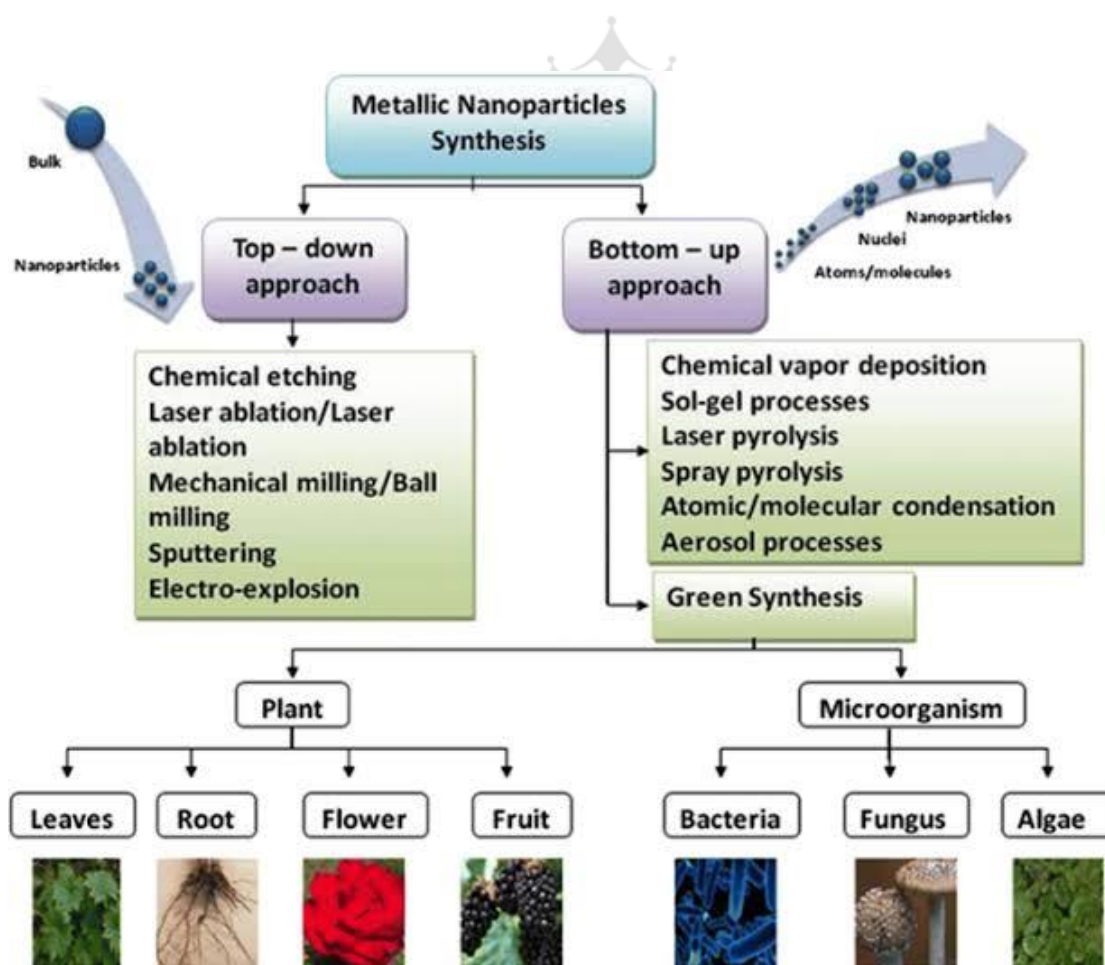 Metallic Nanoparticles
Synthesis
Bulk
Nanoparticles
Top – down
approach
Bottom – up
approach
Nanoparticles
Nuclei
Atoms/molecules
Chemical etching
Laser ablation/Laser
ablation
Mechanical milling/Ball
milling
Sputtering
Electro-explosion
Chemical vapor deposition
Sol-gel processes
Laser pyrolysis
Spray pyrolysis
Atomic/molecular condensation
Aerosol processes
Green Synthesis
Plant
Microorganism
Leaves
Root
Flower
Fruit
Bacteria
Fungus
Algae